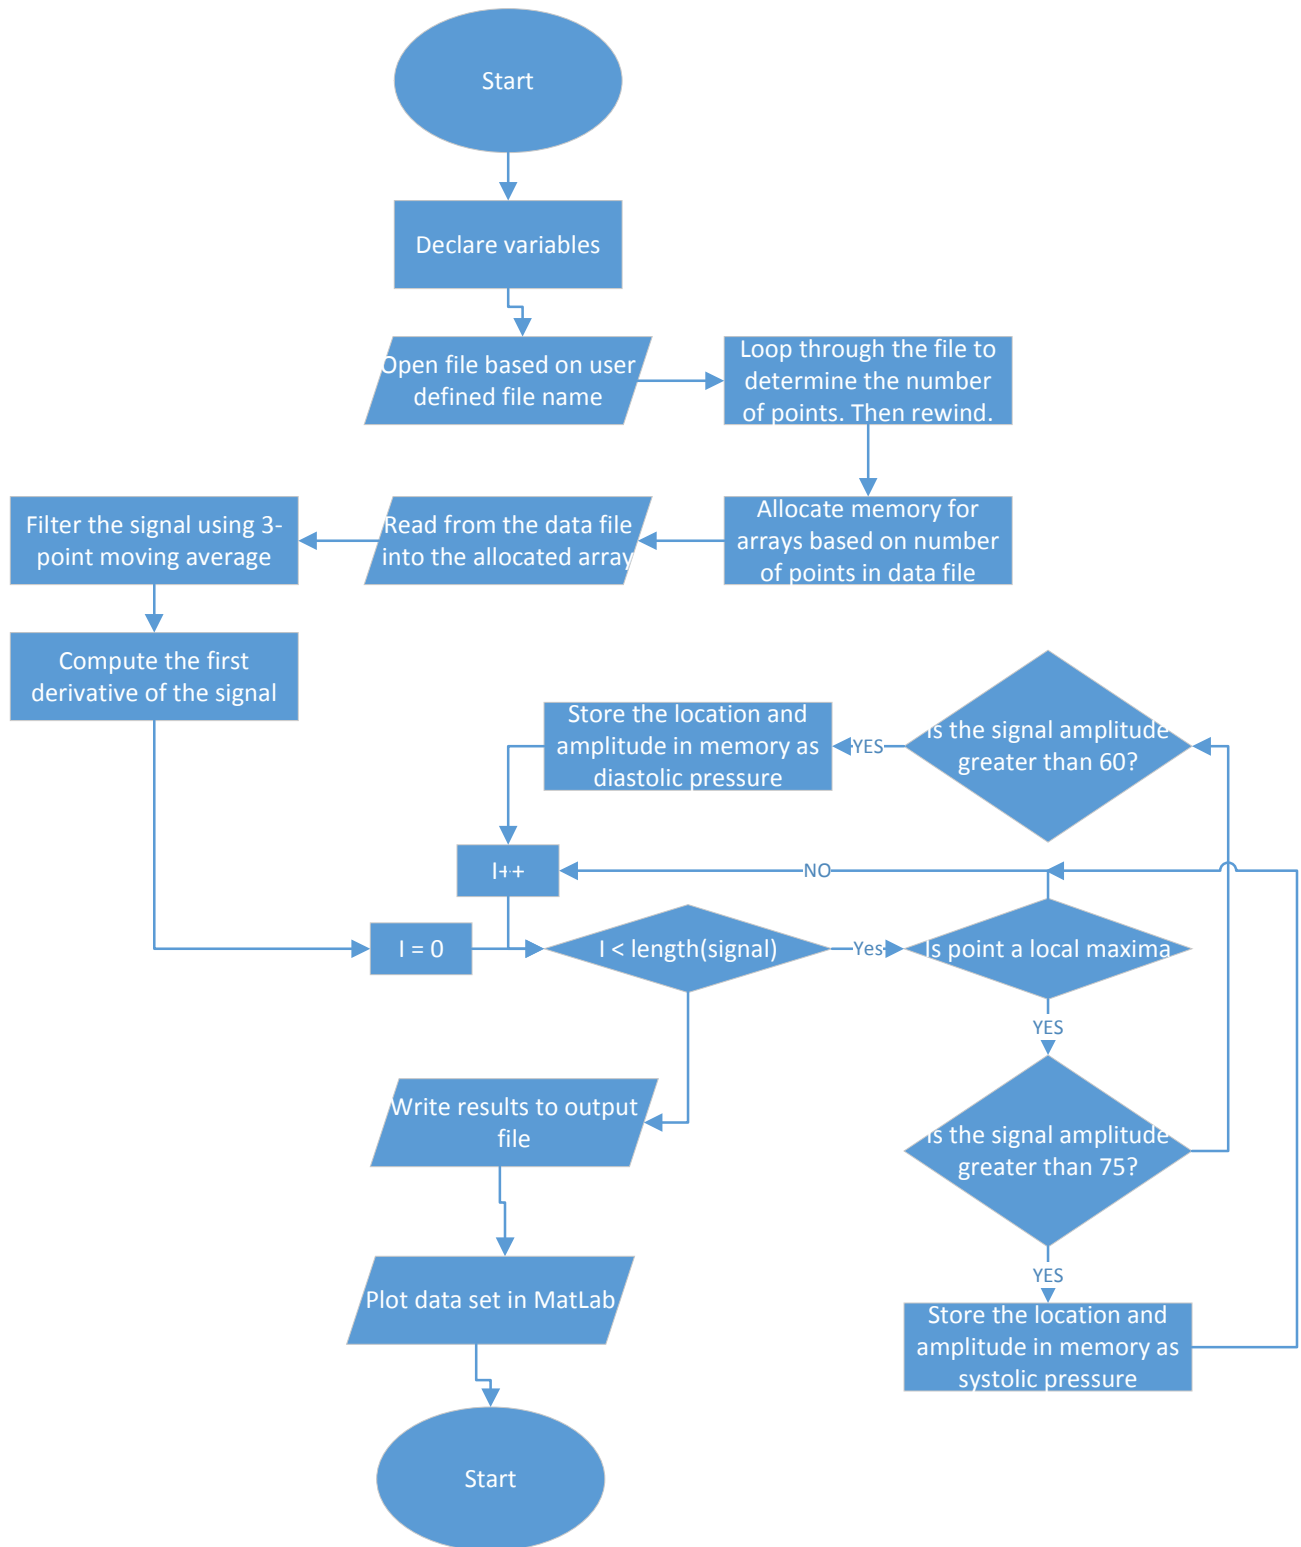 Start
Declare variables
Open file based on user
defined file name
Loop through the file to
determine the number
of points. Then rewind.
Allocate memory for
arrays based on number
of points in data file
Read from the data file
into the allocated array
Filter the signal using 3-
point moving average
Compute the first
derivative of the signal
I = 0
I < length(signal)
Yes
Is point a local maxima
NO
YES
Is the signal amplitude
greater than 75?
YES
Store the location and
amplitude in memory as
systolic pressure
Is the signal amplitude
greater than 60?
YES
Store the location and
amplitude in memory as
diastolic pressure
I++
Write results to output
file
Plot data set in MatLab
Start